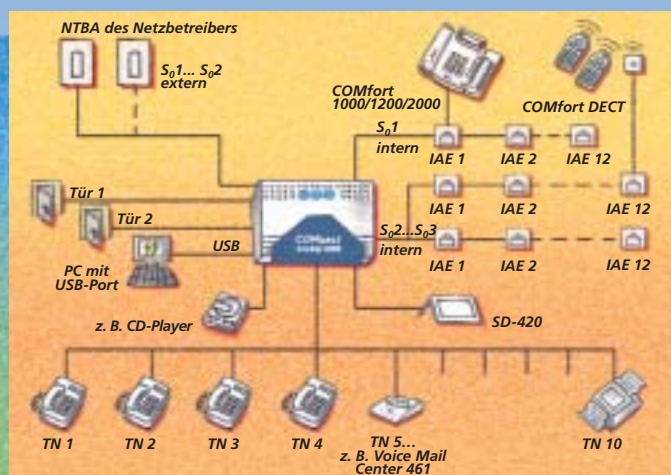 NTBA des Netzbetreibers
S₀1... S₀2
extern
COMfort
1000/1200/2000
COMfort DECT
S₀1
intern
IAE 1
IAE 2
IAE 12
Tür 1
Tür 2
USB
PC mit
USB-Port
IAE 1
IAE 2
IAE 12
S₀2...S₀3
intern
IAE 1
IAE 2
IAE 12
z. B. CD-Player
SD-420
TN 1
TN 2
TN 3
TN 4
TN 5...
z. B. Voice Mail
Center 461
TN 10